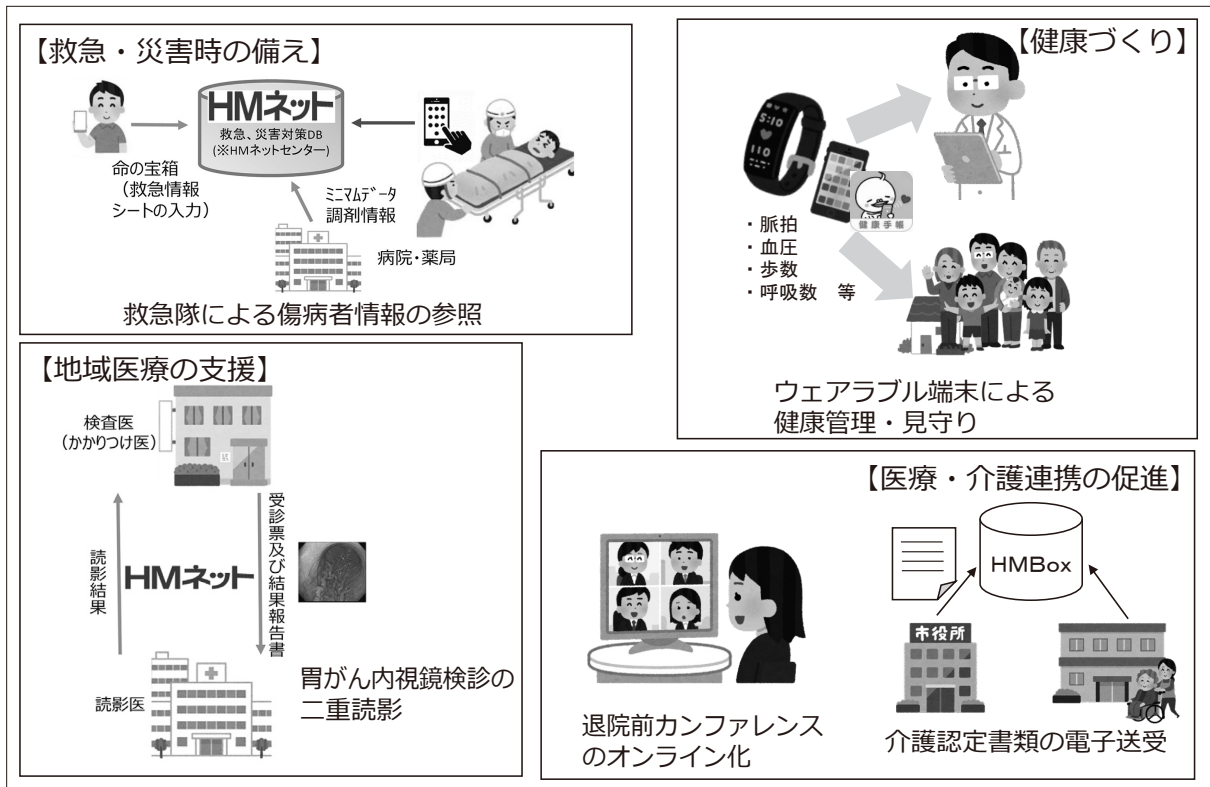 【救急・災害時の備え】
HMネット
救急、災害対策DB
(※HMネットセンター)
命の宝箱
（救急情報
シートの入力）
ミニマムデータ
調剤情報
病院・薬局
救急隊による傷病者情報の参照
【健康づくり】
5:10
110
健康手帳
・脈拍
・血圧
・歩数
・呼吸数　等
ウェアラブル端末による
健康管理・見守り
【地域医療の支援】
検査医
（かかりつけ医）
読影結果
HMネット
受診票及び結果報告書
読影医
胃がん内視鏡検診の
二重読影
【医療・介護連携の促進】
HMBox
市役所
退院前カンファレンス
のオンライン化
介護認定書類の電子送受